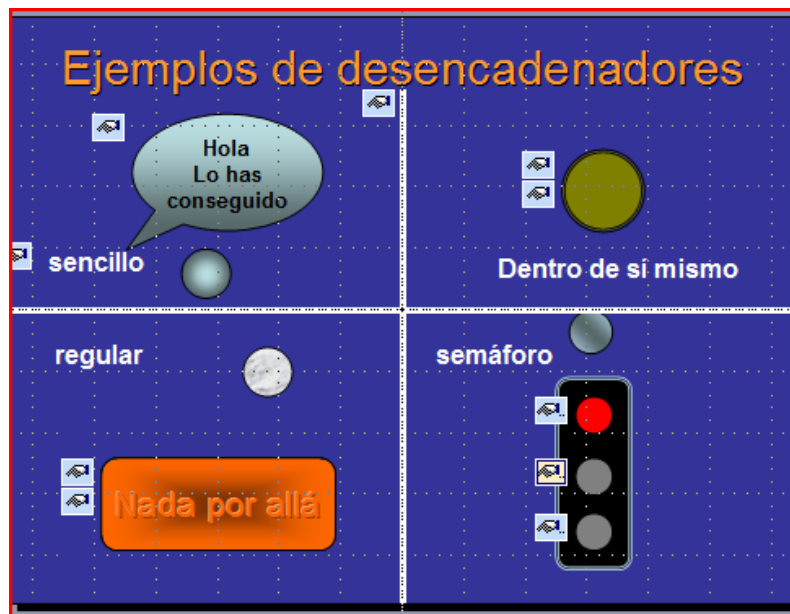 Ejemplos de desencadenadores
Hola
Lo has
conseguido
sencillo
Dentro de sí mismo
regular
semáforo
Nada por allá